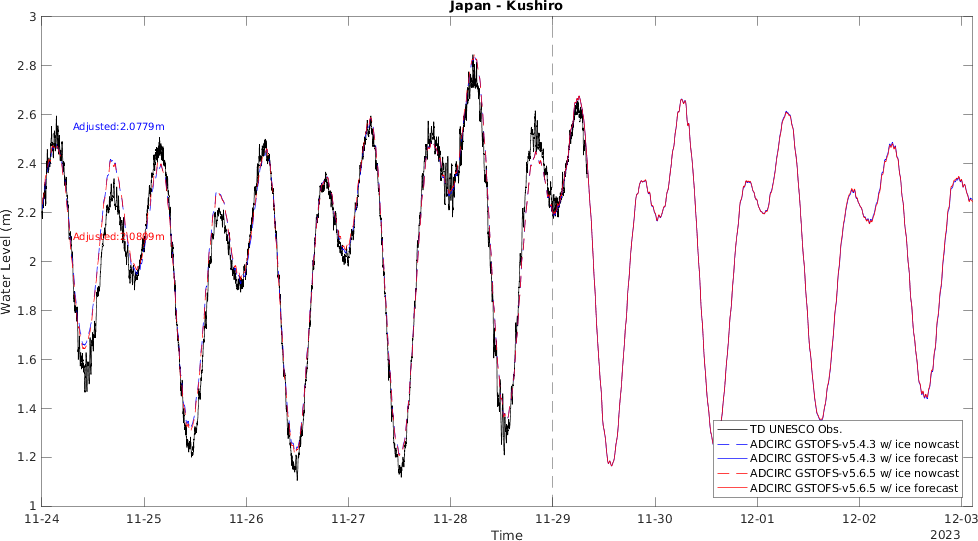 Japan - Kushiro
Water Level (m)
3
2.8
2.6
2.4
2.2
2
1.8
1.6
1.4
1.2
1
Adjusted:2.0779m
TD UNESCO Obs.
ADCIRC GSTOFS-v5.4.3 w/ ice nowcast
ADCIRC GSTOFS-v5.4.3 w/ ice forecast
ADCIRC GSTOFS-v5.6.5 w/ ice nowcast
ADCIRC GSTOFS-v5.6.5 w/ ice forecast
11-24 11-25 11-26 11-27 11-28 11-29 11-30 12-01 12-02 12-03
2023
Time